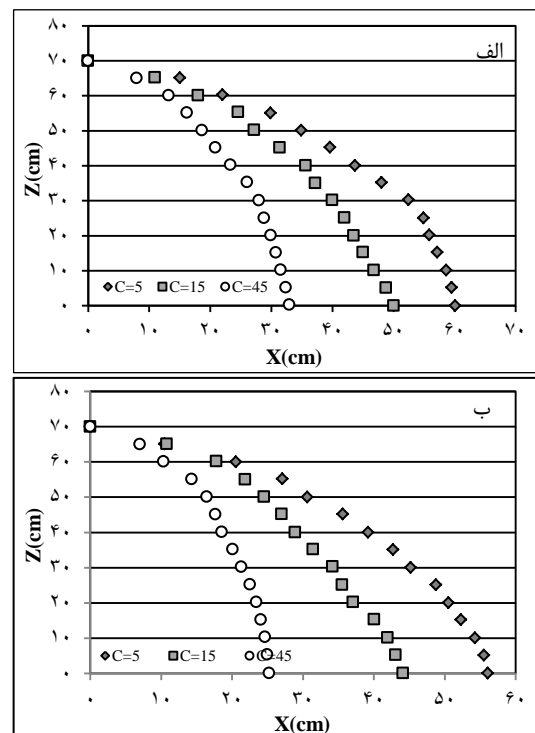 الف
Z(cm)
۸۰
۷۰
۶۰
۵۰
۴۰
۳۰
۲۰
۱۰
۰
C=5 C=15 C=45
۰ ۱۰ ۲۰ ۳۰ ۴۰ ۵۰ ۶۰ ۷۰
X(cm)
ب
Z(cm)
۸۰
۷۰
۶۰
۵۰
۴۰
۳۰
۲۰
۱۰
۰
C=5 C=15 C=45
۰ ۱۰ ۲۰ ۳۰ ۴۰ ۵۰ ۶۰
X(cm)